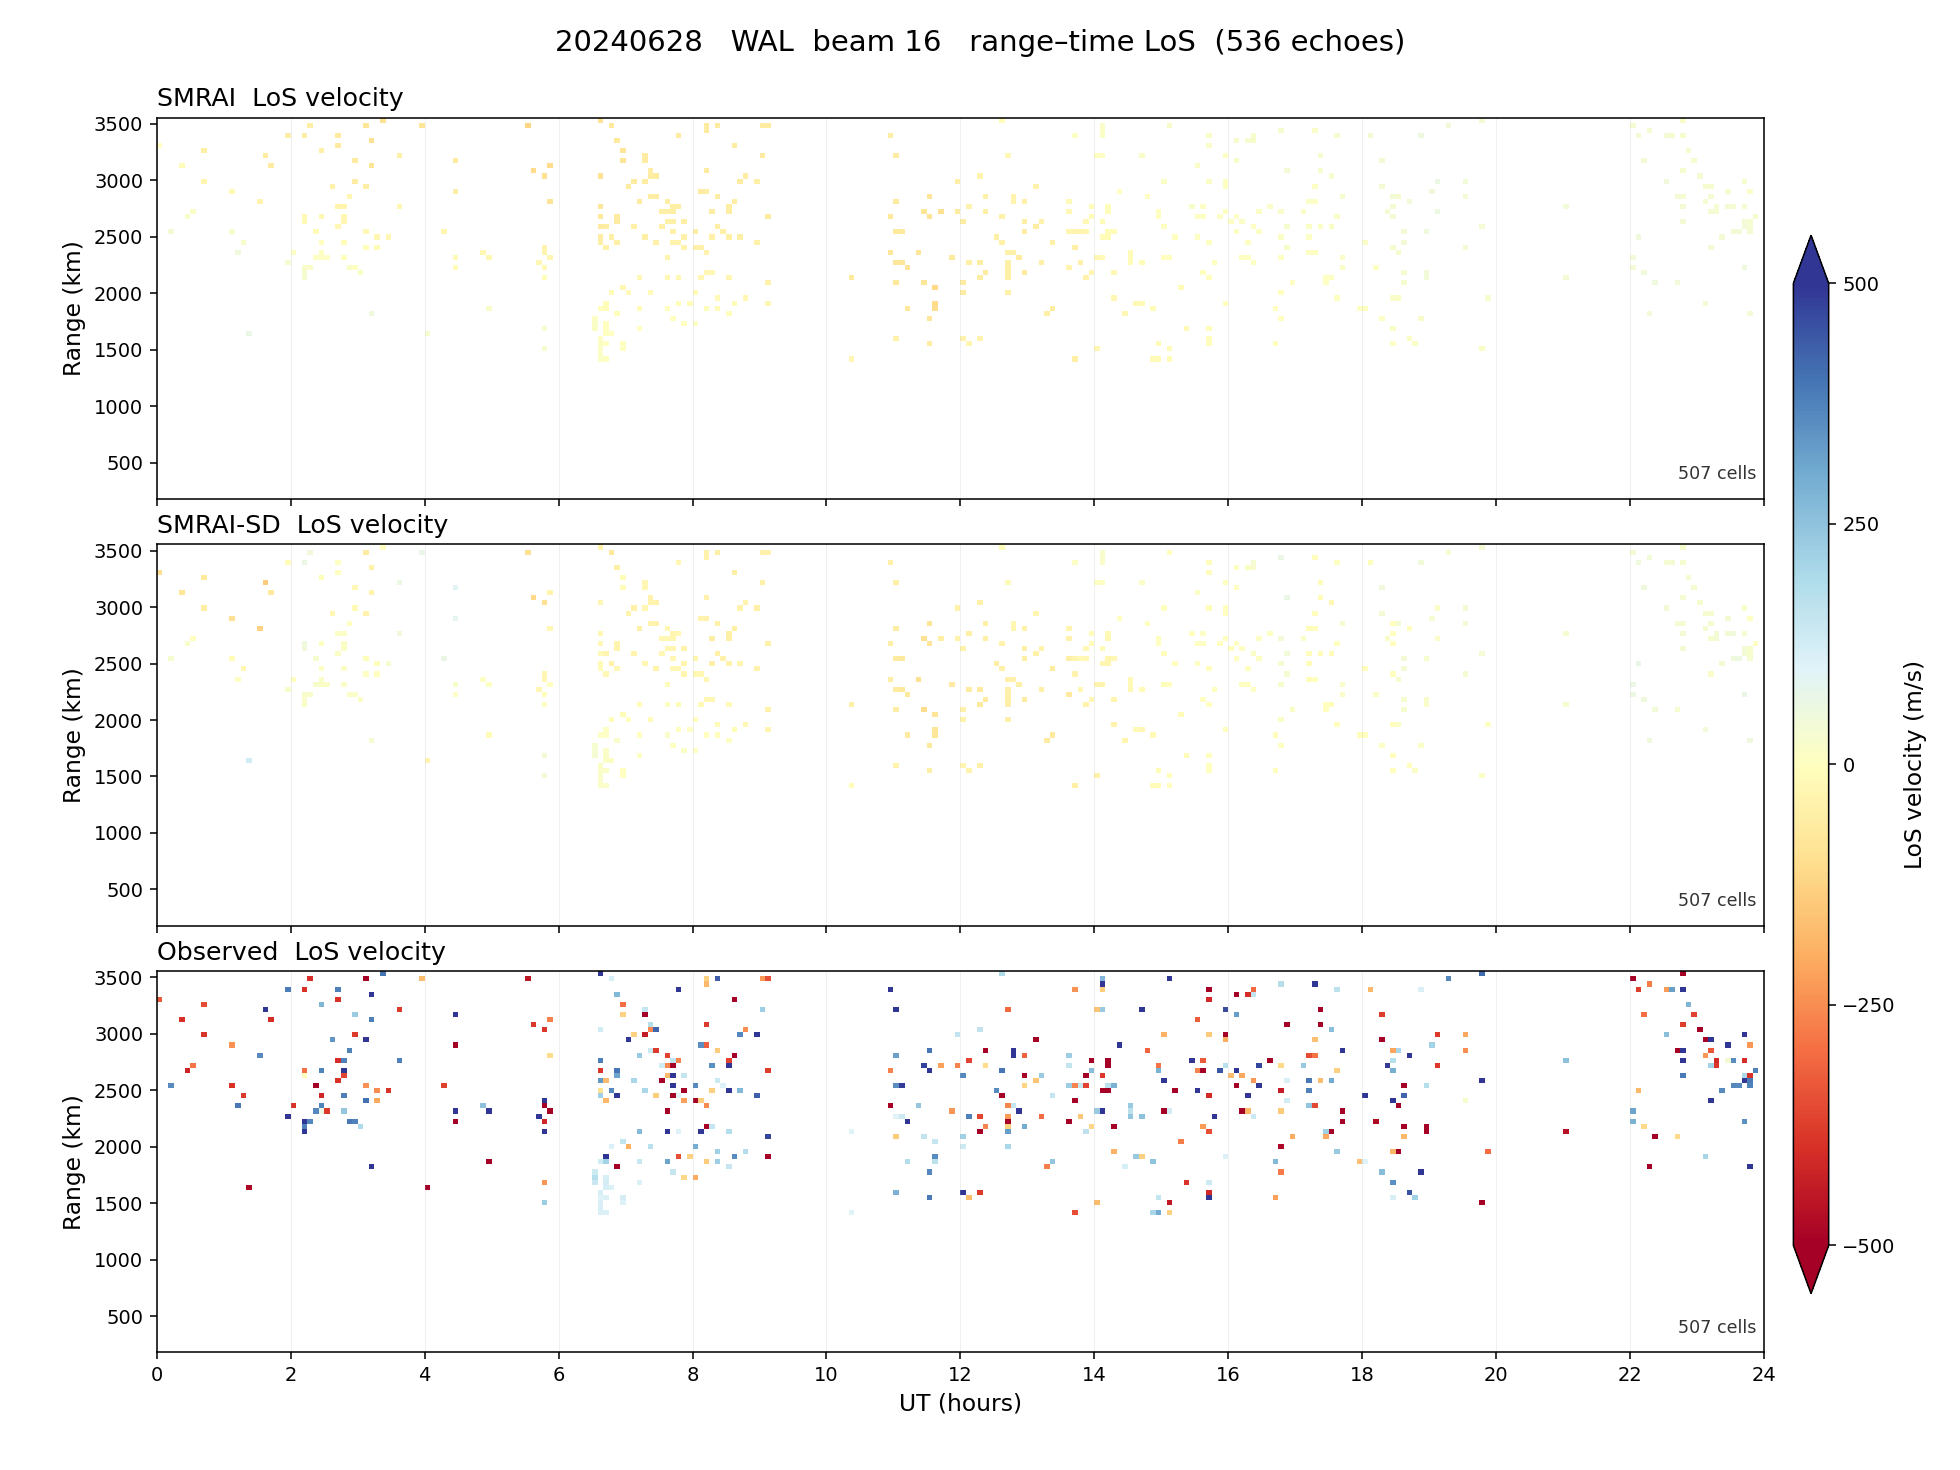 20240628   WAL  beam 16   range–time LoS  (536 echoes)
SMRAI  LoS velocity
3500
3000
2500
2000
1500
1000
500
Range (km)
507 cells
SMRAI-SD  LoS velocity
3500
3000
2500
2000
1500
1000
500
Range (km)
507 cells
Observed  LoS velocity
3500
3000
2500
2000
1500
1000
500
Range (km)
507 cells
0 2 4 6 8 10 12 14 16 18 20 22 24
UT (hours)
500
250
0
−250
−500
LoS velocity (m/s)